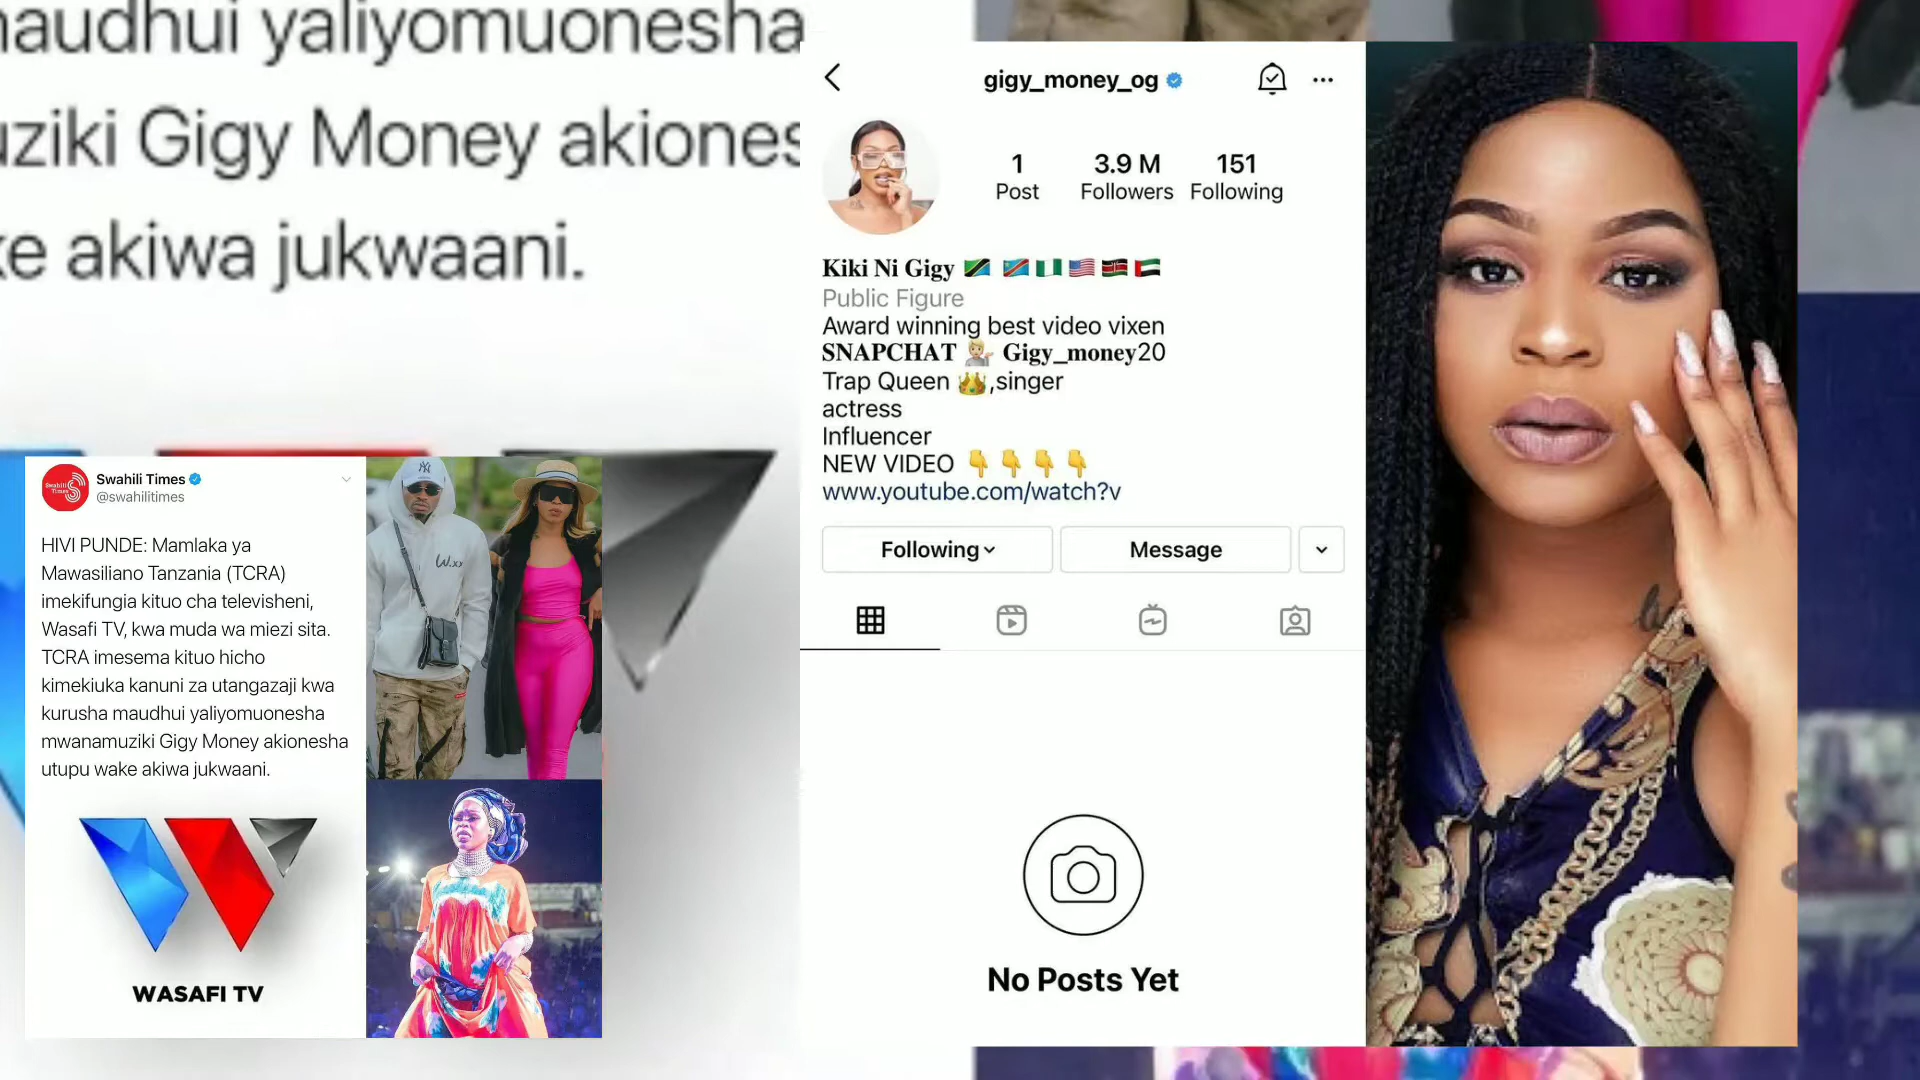 maudhui yaliyomuonesha
uziki Gigy Money akiones
ke akiwa jukwaani.
Swahili Times
@swahilitimes
Swahili
Times
HIVI PUNDE: Mamlaka ya
Mawasiliano Tanzania (TCRA)
imekifungia kituo cha televisheni,
Wasafi TV, kwa muda wa miezi sita.
TCRA imesema kituo hicho
kimekiuka kanuni za utangazaji kwa
kurusha maudhui yaliyomuonesha
mwanamuziki Gigy Money akionesha
utupu wake akiwa jukwaani.
WASAFI TV
NY
W.xx
gigy_money_og
1
Post
3.9 M
Followers
151
Following
Kiki Ni Gigy 🇹🇿 🇨🇩 🇳🇬 🇺🇸 🇰🇪 🇦🇪
Public Figure
Award winning best video vixen
SNAPCHAT 💁🏼 Gigy_money20
Trap Queen 👑,singer
actress
Influencer
NEW VIDEO 👇 👇 👇 👇
www.youtube.com/watch?v
Following
Message
No Posts Yet